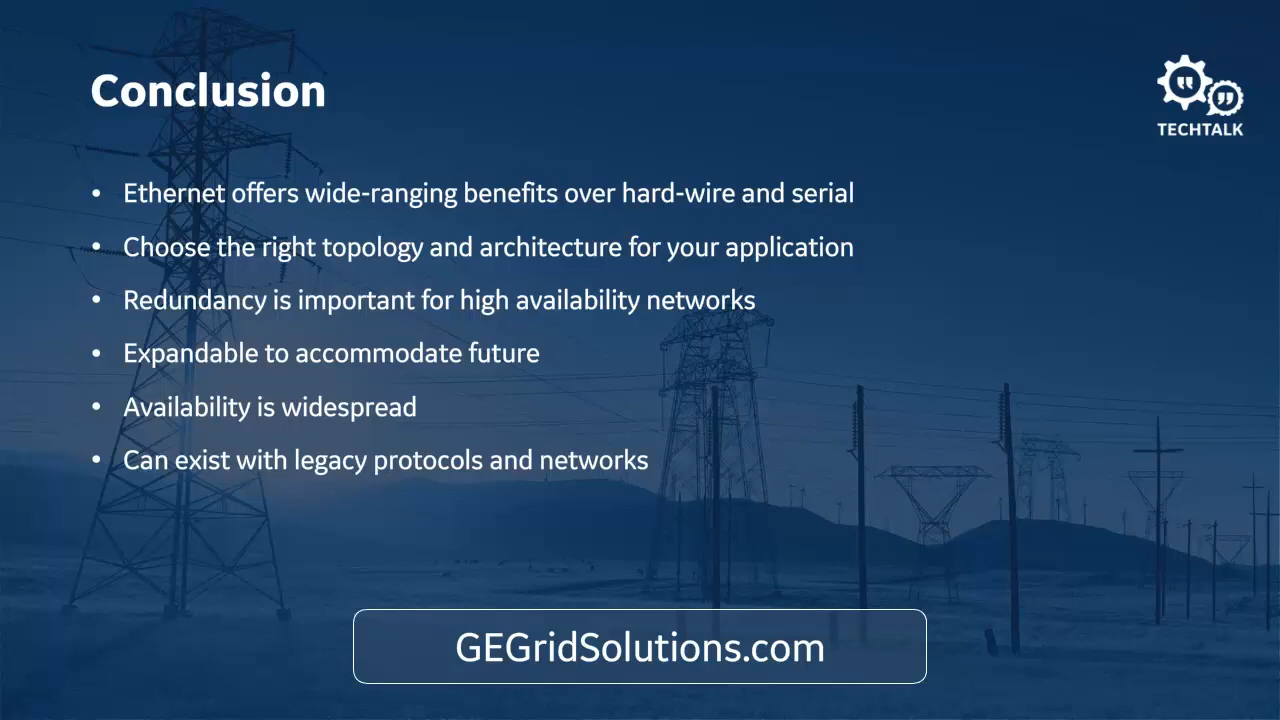 Conclusion
TECHTALK
• Ethernet offers wide-ranging benefits over hard-wire and serial
• Choose the right topology and architecture for your application
• Redundancy is important for high availability networks
• Expandable to accommodate future
• Availability is widespread
• Can exist with legacy protocols and networks
GEGridSolutions.com